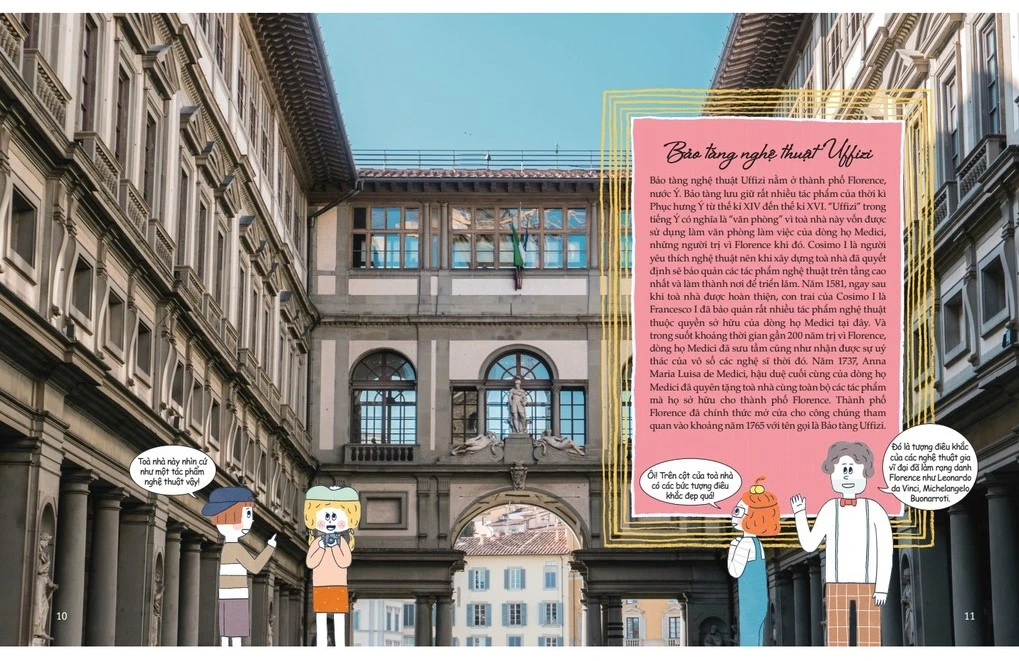 Toà nhà này nhìn cứ
như một tác phẩm
nghệ thuật vậy!
10
Bảo tàng nghệ thuật Uffizi
Bảo tàng nghệ thuật Uffizi nằm ở thành phố Florence,
nước Ý. Bảo tàng lưu giữ rất nhiều tác phẩm của thời kì
Phục hưng Ý từ thế kỉ XIV đến thế kỉ XVI. “Uffizi” trong
tiếng Ý có nghĩa là “văn phòng” vì toà nhà này vốn được
sử dụng làm văn phòng làm việc của dòng họ Medici,
những người trị vì Florence khi đó. Cosimo I là người
yêu thích nghệ thuật nên khi xây dựng toà nhà đã quyết
định sẽ bảo quản các tác phẩm nghệ thuật trên tầng cao
nhất và làm thành nơi để triển lãm. Năm 1581, ngay sau
khi toà nhà được hoàn thiện, con trai của Cosimo I là
Francesco I đã bảo quản rất nhiều tác phẩm nghệ thuật
thuộc quyền sở hữu của dòng họ Medici tại đây. Và
trong suốt khoảng thời gian gần 200 năm trị vì Florence,
dòng họ Medici đã sưu tầm cũng như nhận được sự uỷ
thác của vô số các nghệ sĩ thời đó. Năm 1737, Anna
Maria Luisa de Medici, hậu duệ cuối cùng của dòng họ
Medici đã quyên tặng toà nhà cùng toàn bộ các tác phẩm
mà họ sở hữu cho thành phố Florence. Thành phố
Florence đã chính thức mở cửa cho công chúng tham
quan vào khoảng năm 1765 với tên gọi là Bảo tàng Uffizi.
Ôi! Trên cột của toà nhà
có các bức tượng điêu
khắc đẹp quá!
Đó là tượng điêu khắc
của các nghệ thuật gia
vĩ đại đã làm rạng danh
Florence như Leonardo
da Vinci, Michelangelo
Buonarroti.
11